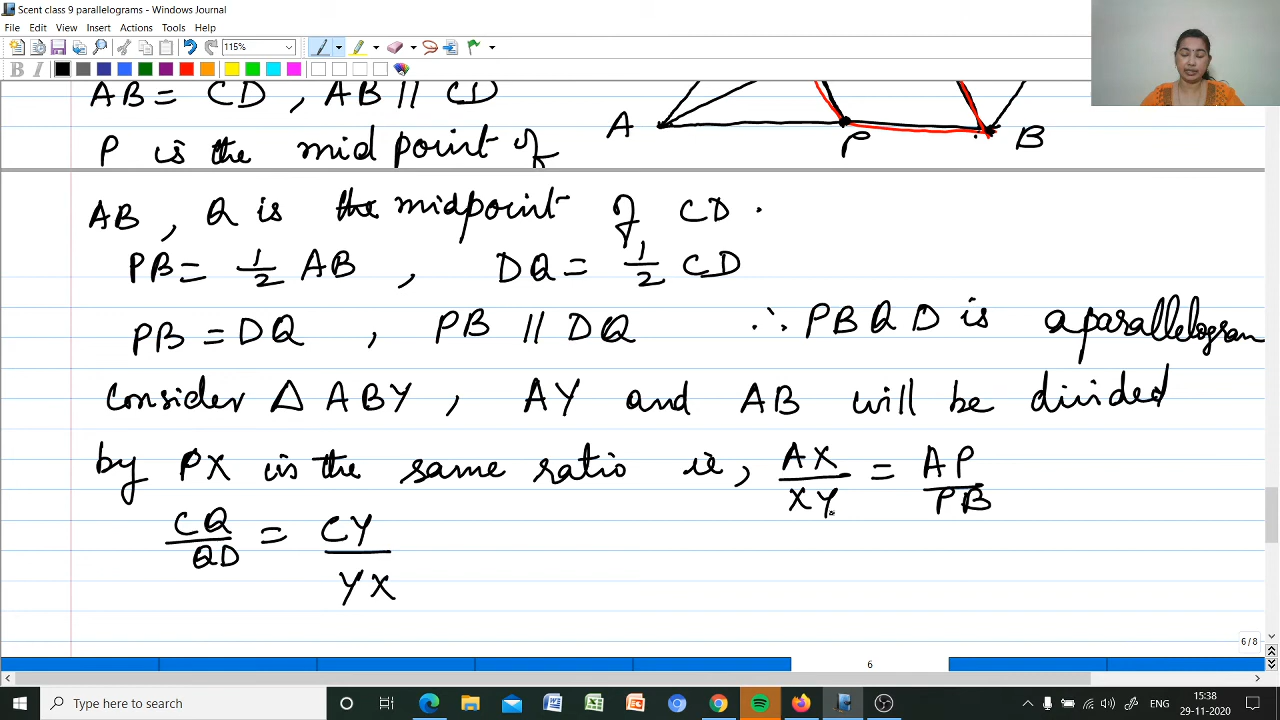 Scent class 9 parallelograms - Windows Journal
File Edit View Insert Actions Tools Help
115%
B I
AB = CD , AB || CD
P is the mid point of
A P B
AB , Q is the midpoint of CD .
PB = 1/2 AB , DQ = 1/2 CD
PB = DQ , PB || DQ ∴ PBQD is a parallelogram
consider △ ABY , AY and AB will be divided
by PX in the same ratio ie, AX/XY = AP/PB
CQ/QD = CY/YX
6/8
6
Type here to search
ENG
15:38
29-11-2020